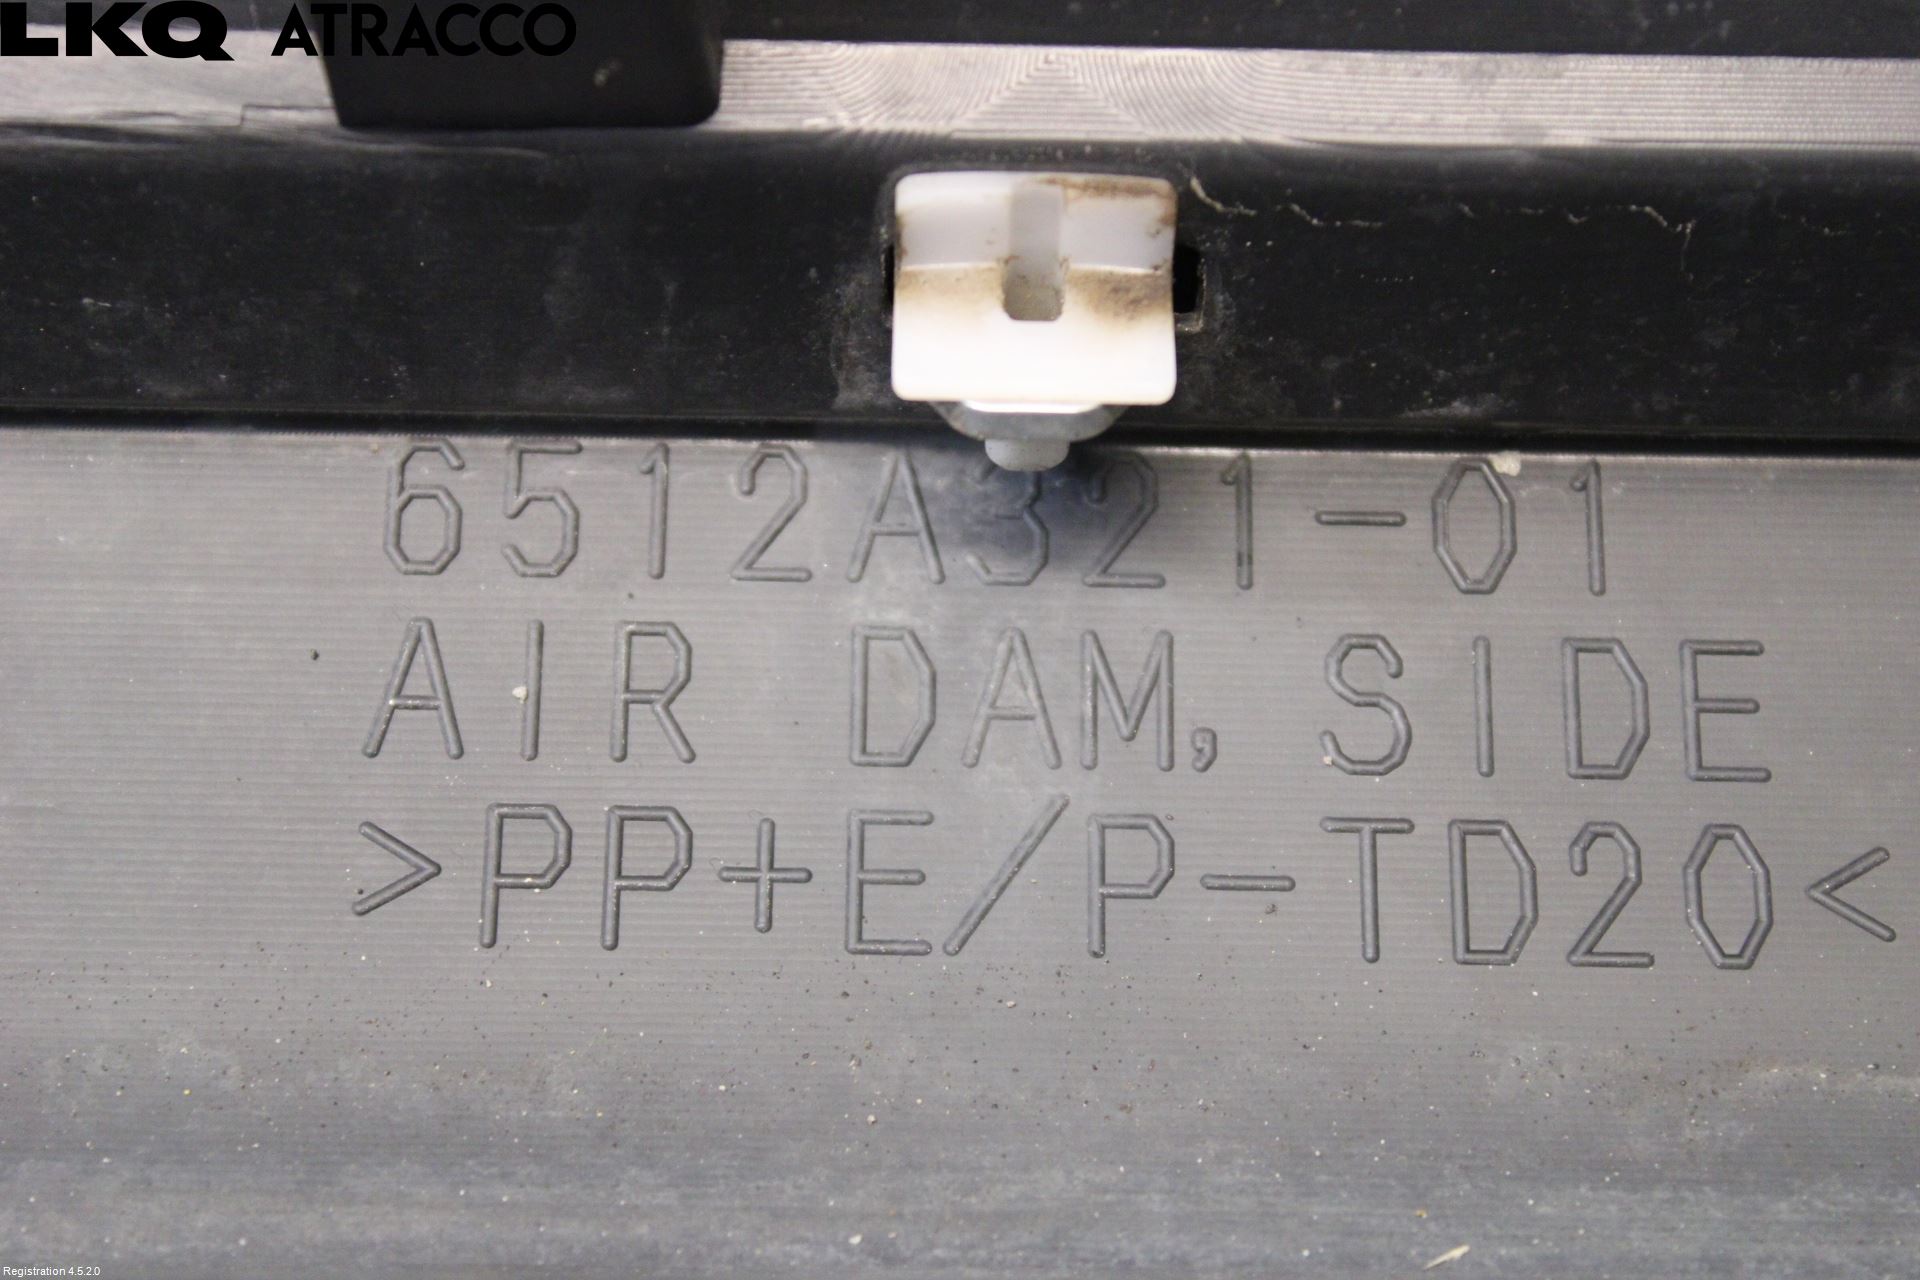 LKQ ATRACCO
6512A321-01
AIR DAM, SIDE
>PP+E/P-TD20<
Registration 4.5.2.0